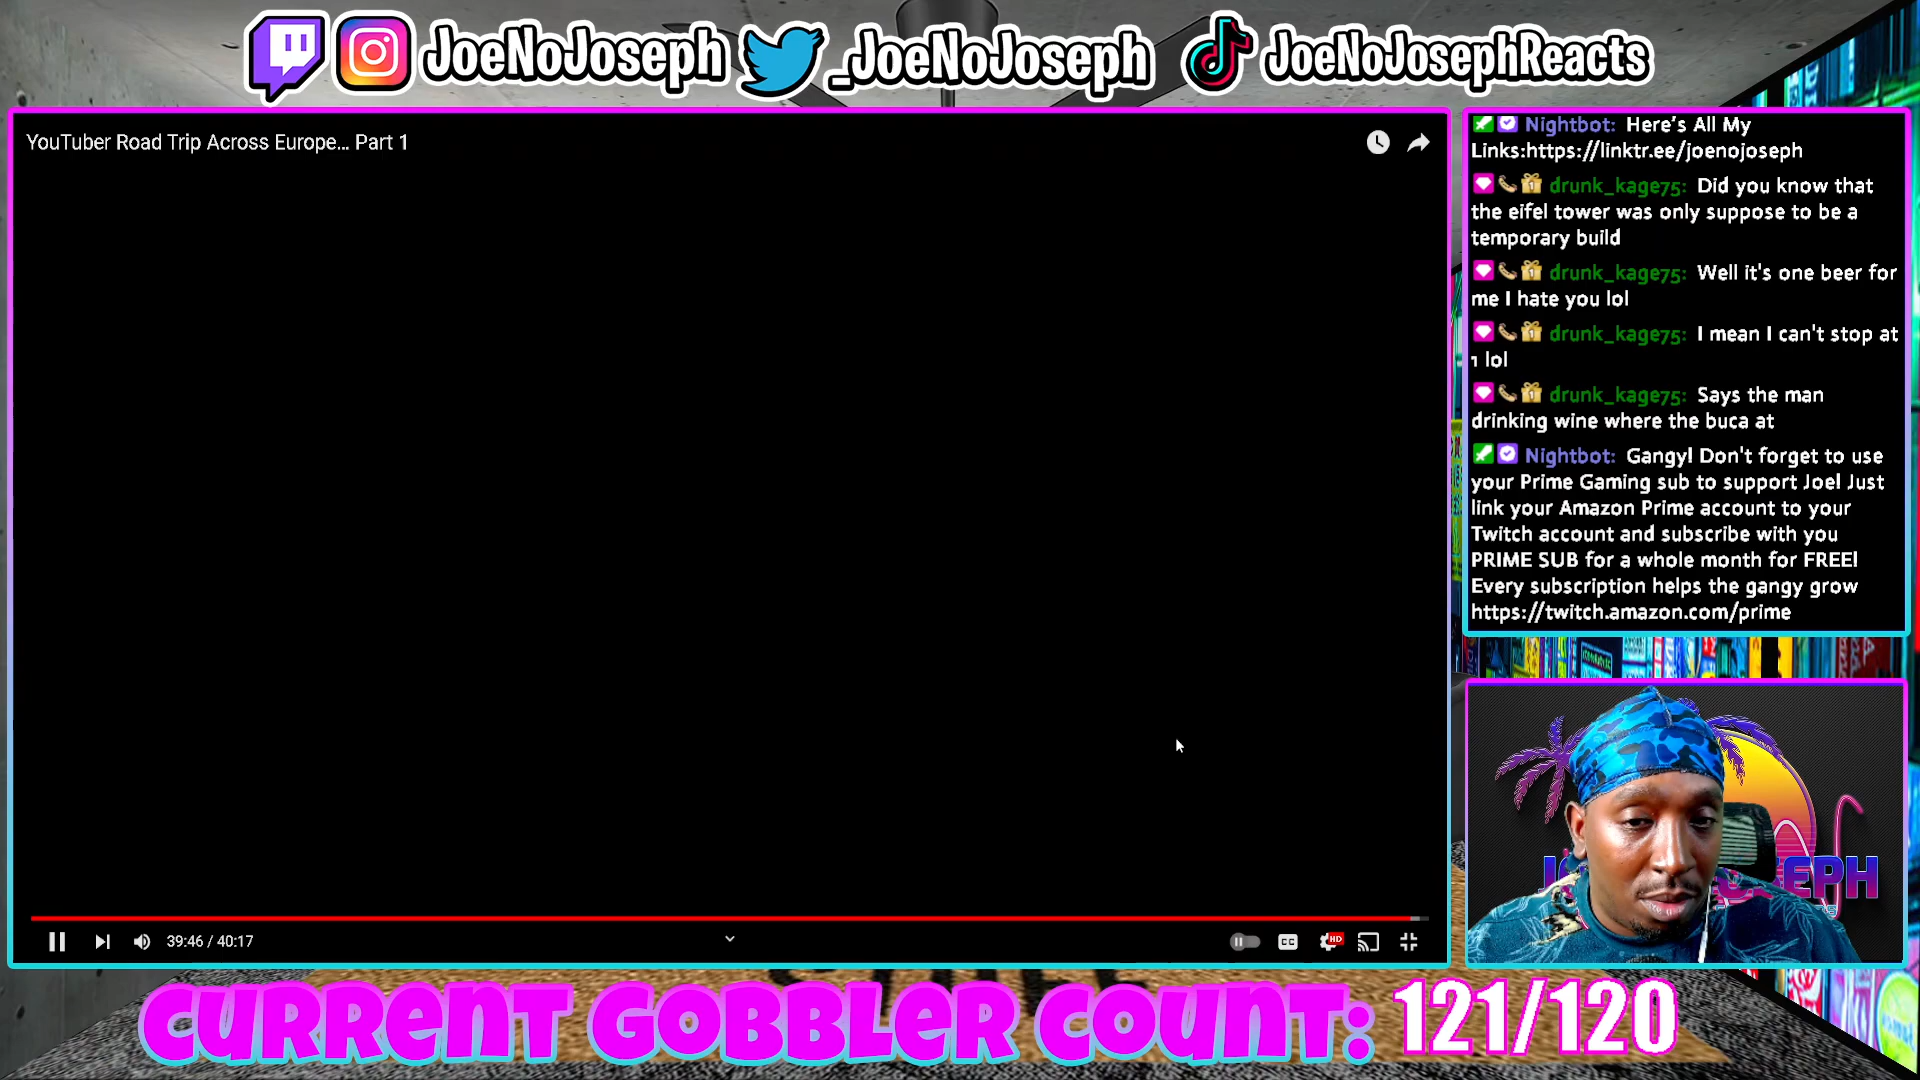 JoeNoJoseph
_JoeNoJoseph
JoeNoJosephReacts
YouTuber Road Trip Across Europe... Part 1
39:46 / 40:17
CC
HD
Nightbot: Here's All My
Links:https://linktr.ee/joenojoseph
drunk_kage75: Did you know that
the eifel tower was only suppose to be a
temporary build
drunk_kage75: Well it's one beer for
me I hate you lol
drunk_kage75: I mean I can't stop at
1 lol
drunk_kage75: Says the man
drinking wine where the buca at
Nightbot: Gangy! Don't forget to use
your Prime Gaming sub to support Joe! Just
link your Amazon Prime account to your
Twitch account and subscribe with you
PRIME SUB for a whole month for FREE!
Every subscription helps the gangy grow
https://twitch.amazon.com/prime
CURRENT GOBBLER COUNT: 121/120